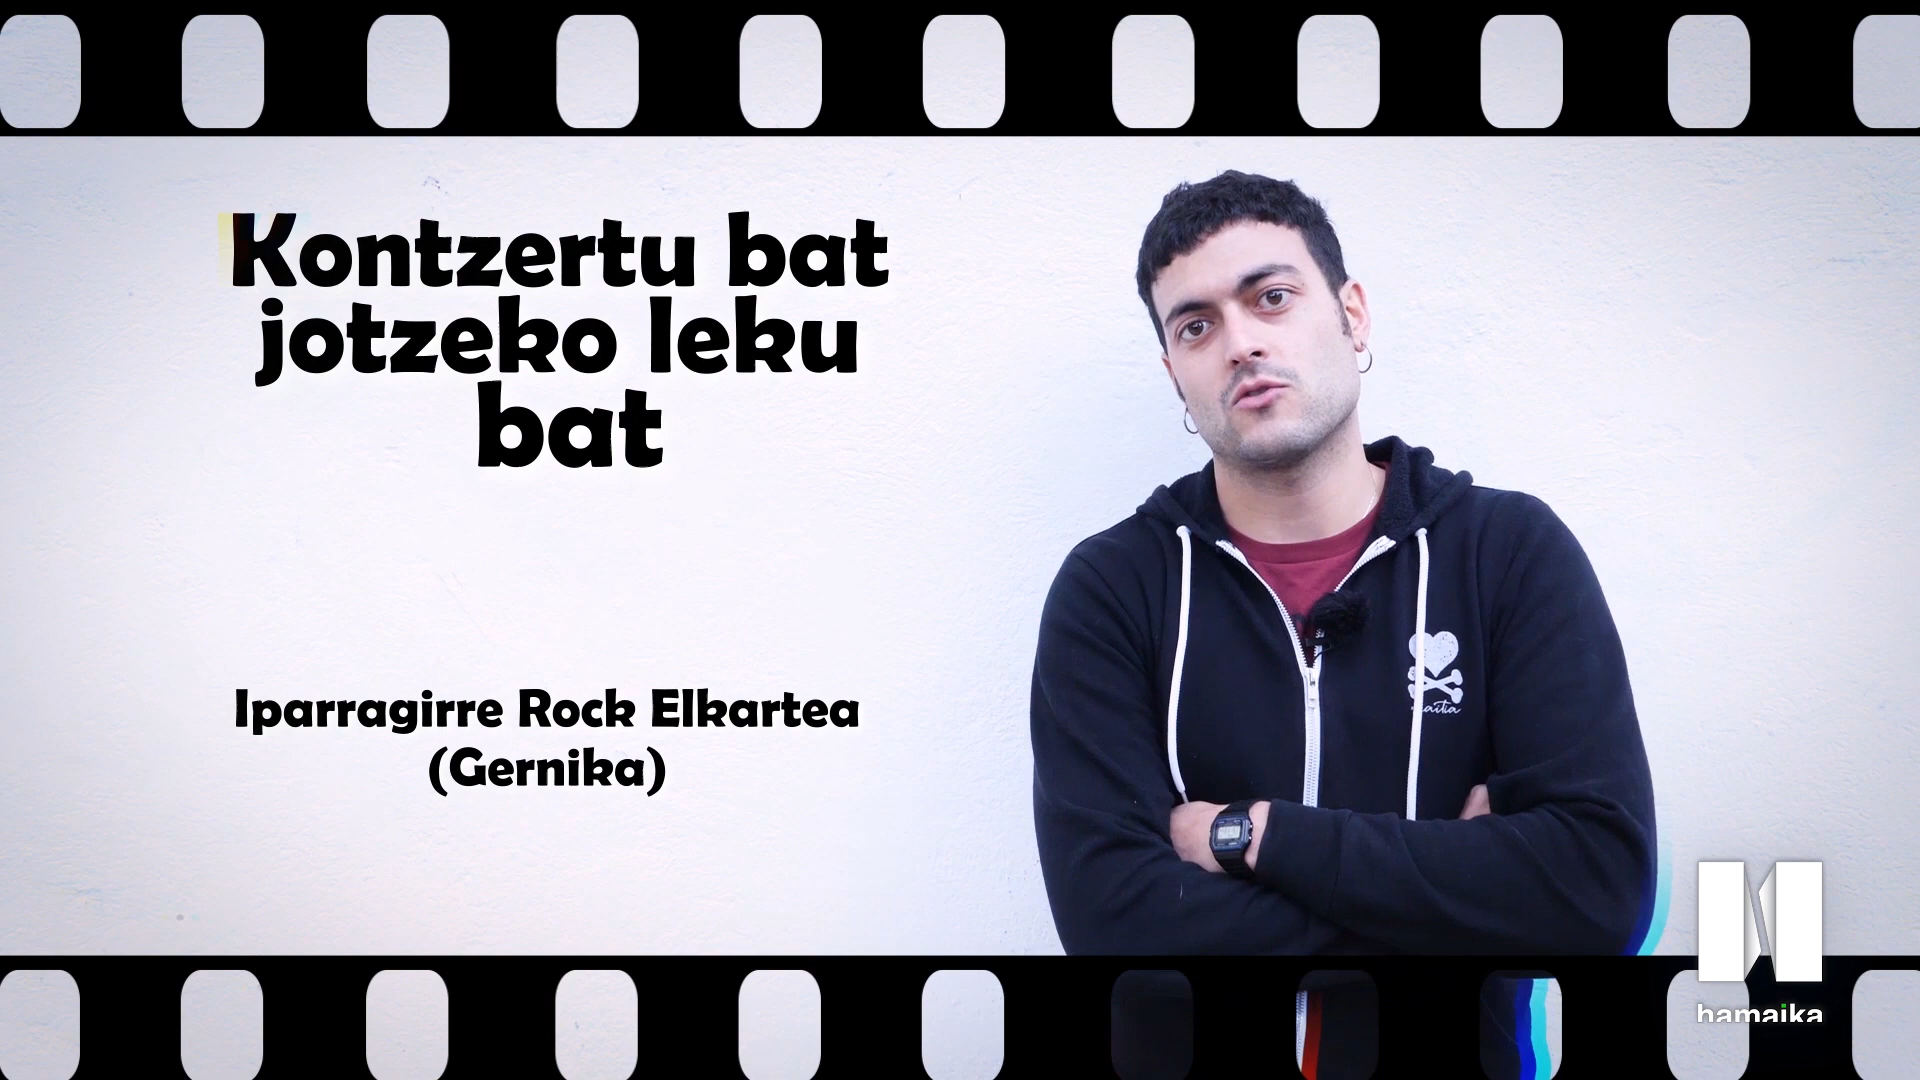 Kontzertu bat
jotzeko leku
bat
Iparragirre Rock Elkartea
(Gernika)
hamaika